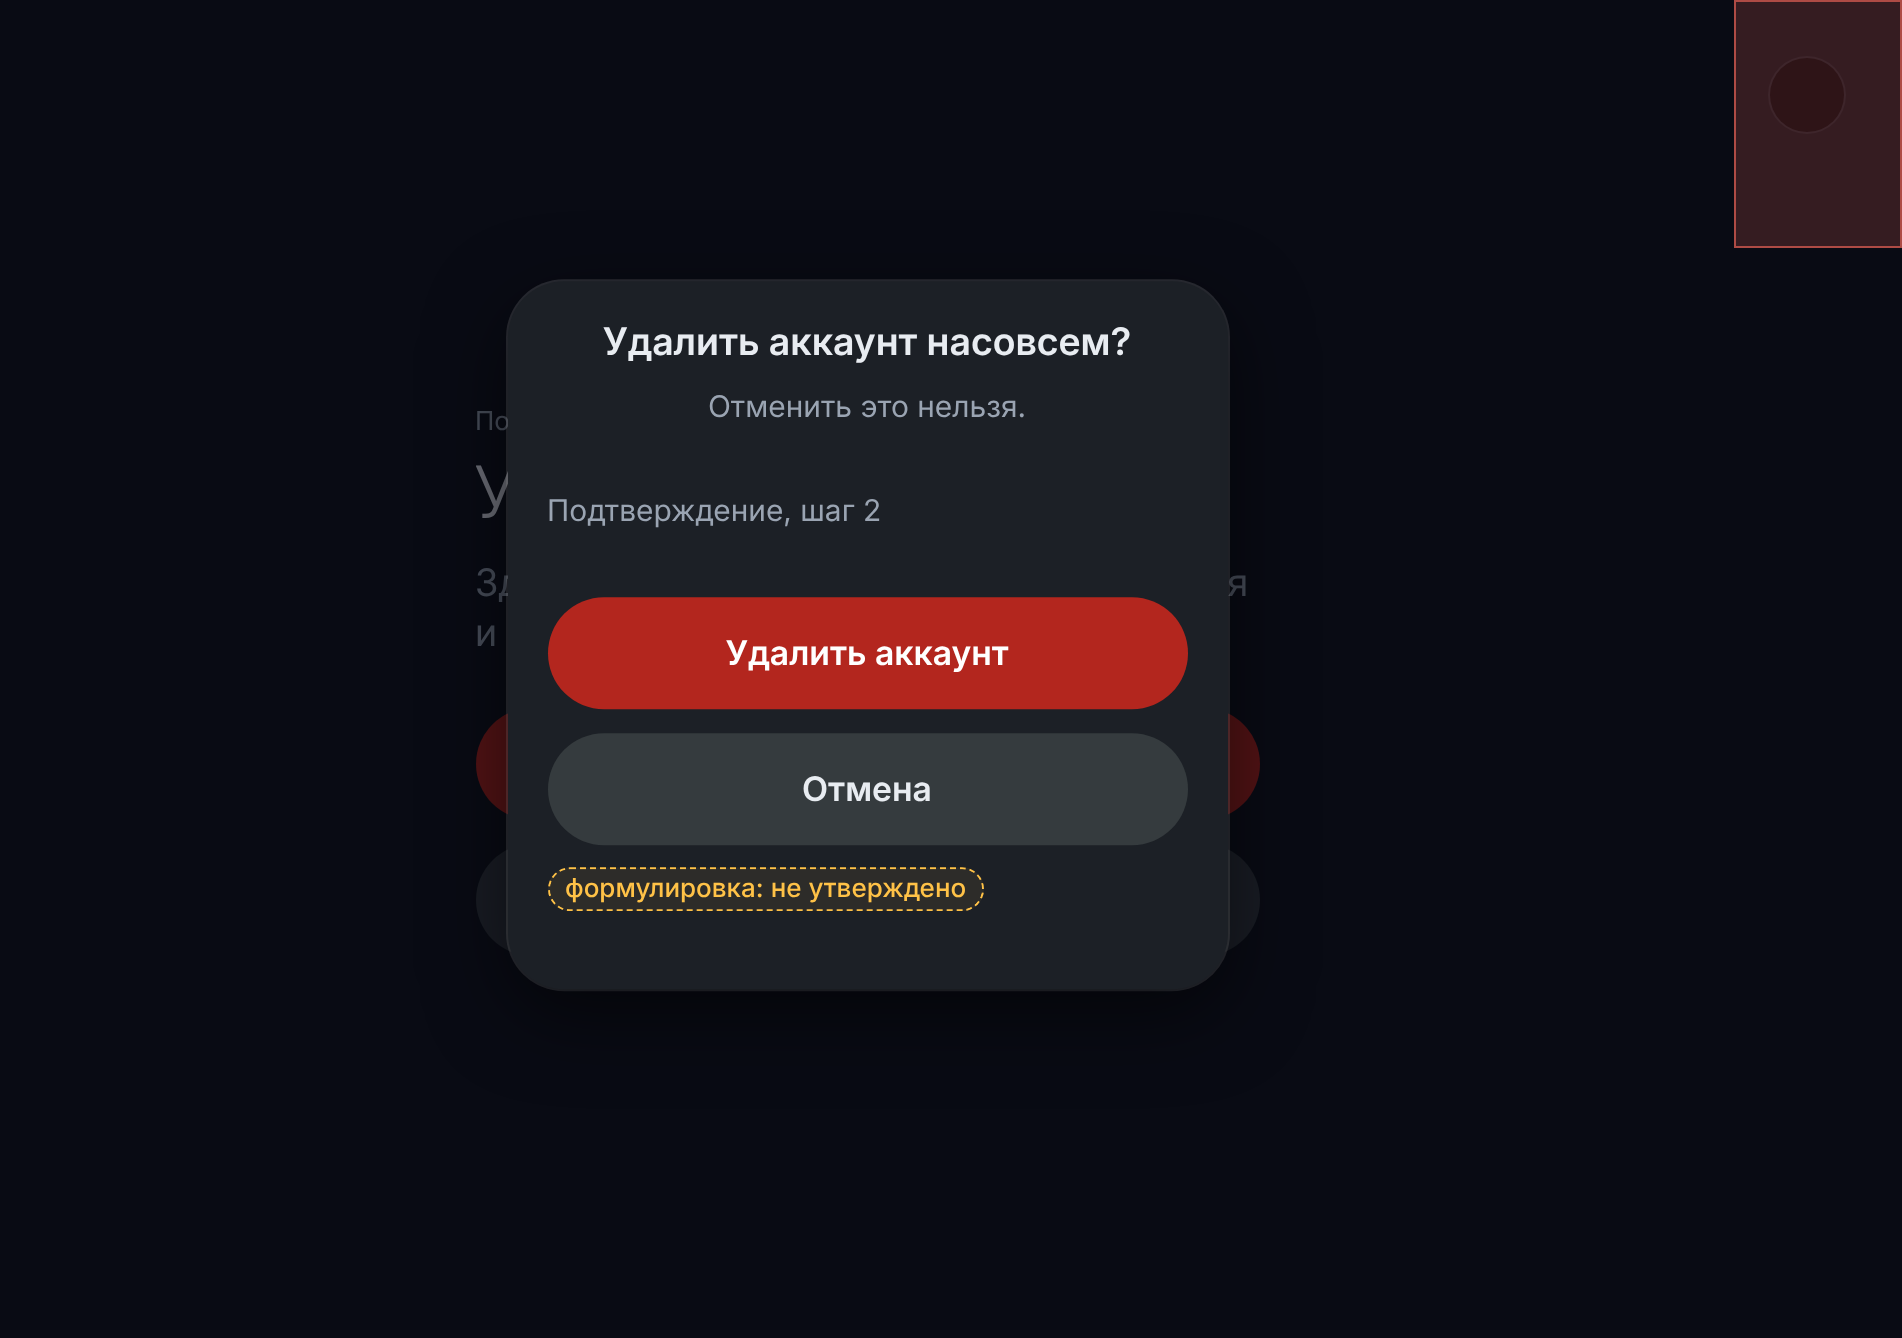 Удалить аккаунт насовсем?
Отменить это нельзя.
Подтверждение, шаг 2
Удалить аккаунт
Отмена
формулировка: не утверждено